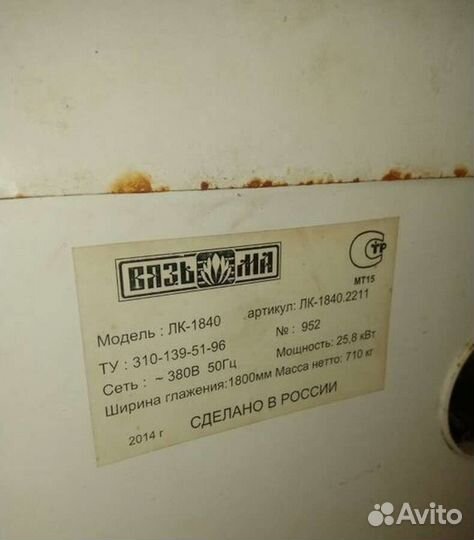 ВЯЗЬМА
СТР
МТ15
Модель : ЛК-1840 артикул: ЛК-1840.2211
ТУ : 310-139-51-96 № : 952
Сеть : ~ 380В 50Гц Мощность: 25,8 кВт
Ширина глажения:1800мм Масса нетто: 710 кг
2014 г СДЕЛАНО В РОССИИ
Avito